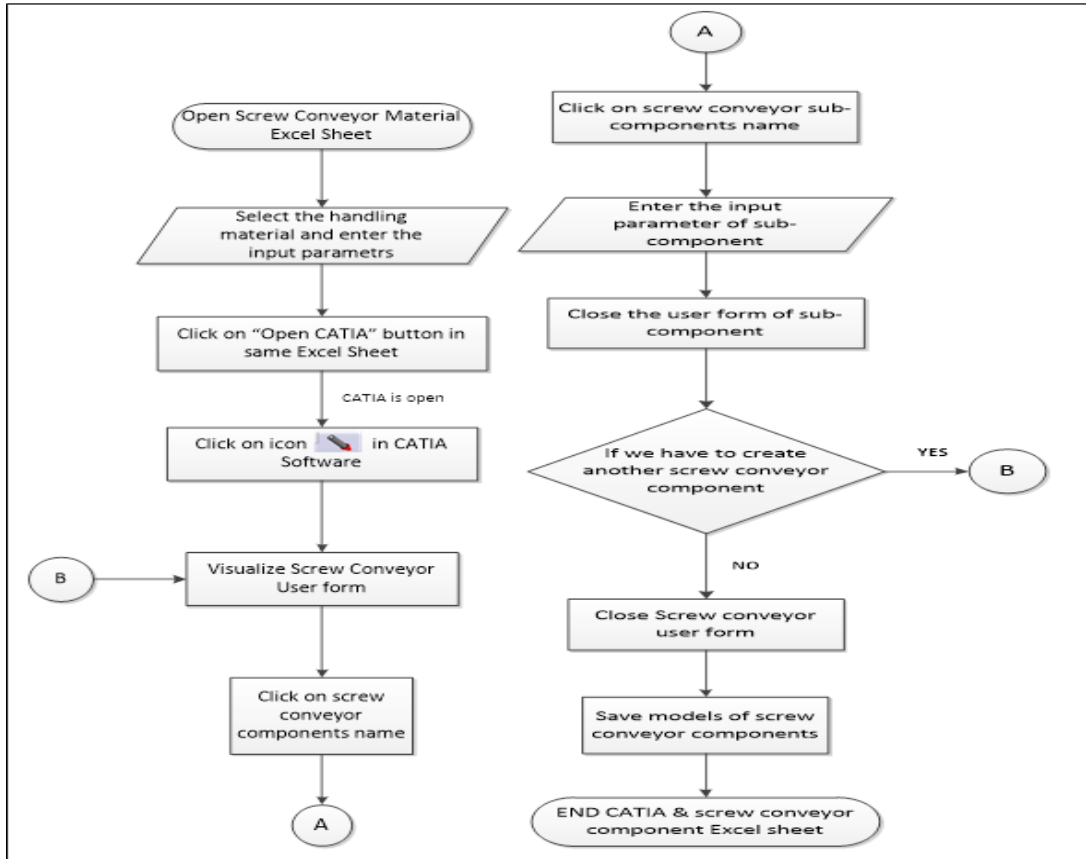 Open Screw Conveyor Material
Excel Sheet
Select the handling
material and enter the
input parametrs
Click on “Open CATIA” button in
same Excel Sheet
CATIA is open
Click on icon in CATIA
Software
B
Visualize Screw Conveyor
User form
Click on screw
conveyor
components name
A
A
Click on screw conveyor sub-
components name
Enter the input
parameter of sub-
component
Close the user form of sub-
component
If we have to create
another screw conveyor
component
YES
B
NO
Close Screw conveyor
user form
Save models of screw
conveyor components
END CATIA & screw conveyor
component Excel sheet